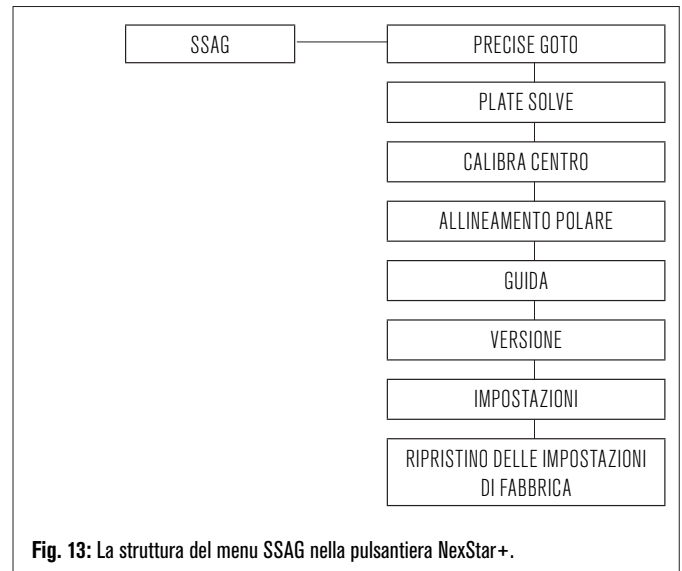 SSAG
PRECISE GOTO
PLATE SOLVE
CALIBRA CENTRO
ALLINEAMENTO POLARE
GUIDA
VERSIONE
IMPOSTAZIONI
RIPRISTINO DELLE IMPOSTAZIONI
DI FABBRICA
Fig. 13: La struttura del menu SSAG nella pulsantiera NexStar+.